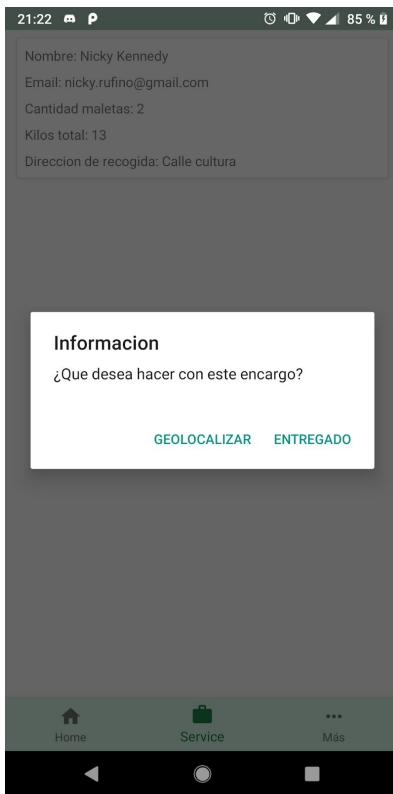 21:22 85 %
Nombre: Nicky Kennedy
Email: nicky.rufino@gmail.com
Cantidad maletas: 2
Kilos total: 13
Direccion de recogida: Calle cultura
Informacion
¿Que desea hacer con este encargo?
GEOLOCALIZAR ENTREGADO
Home Service Más